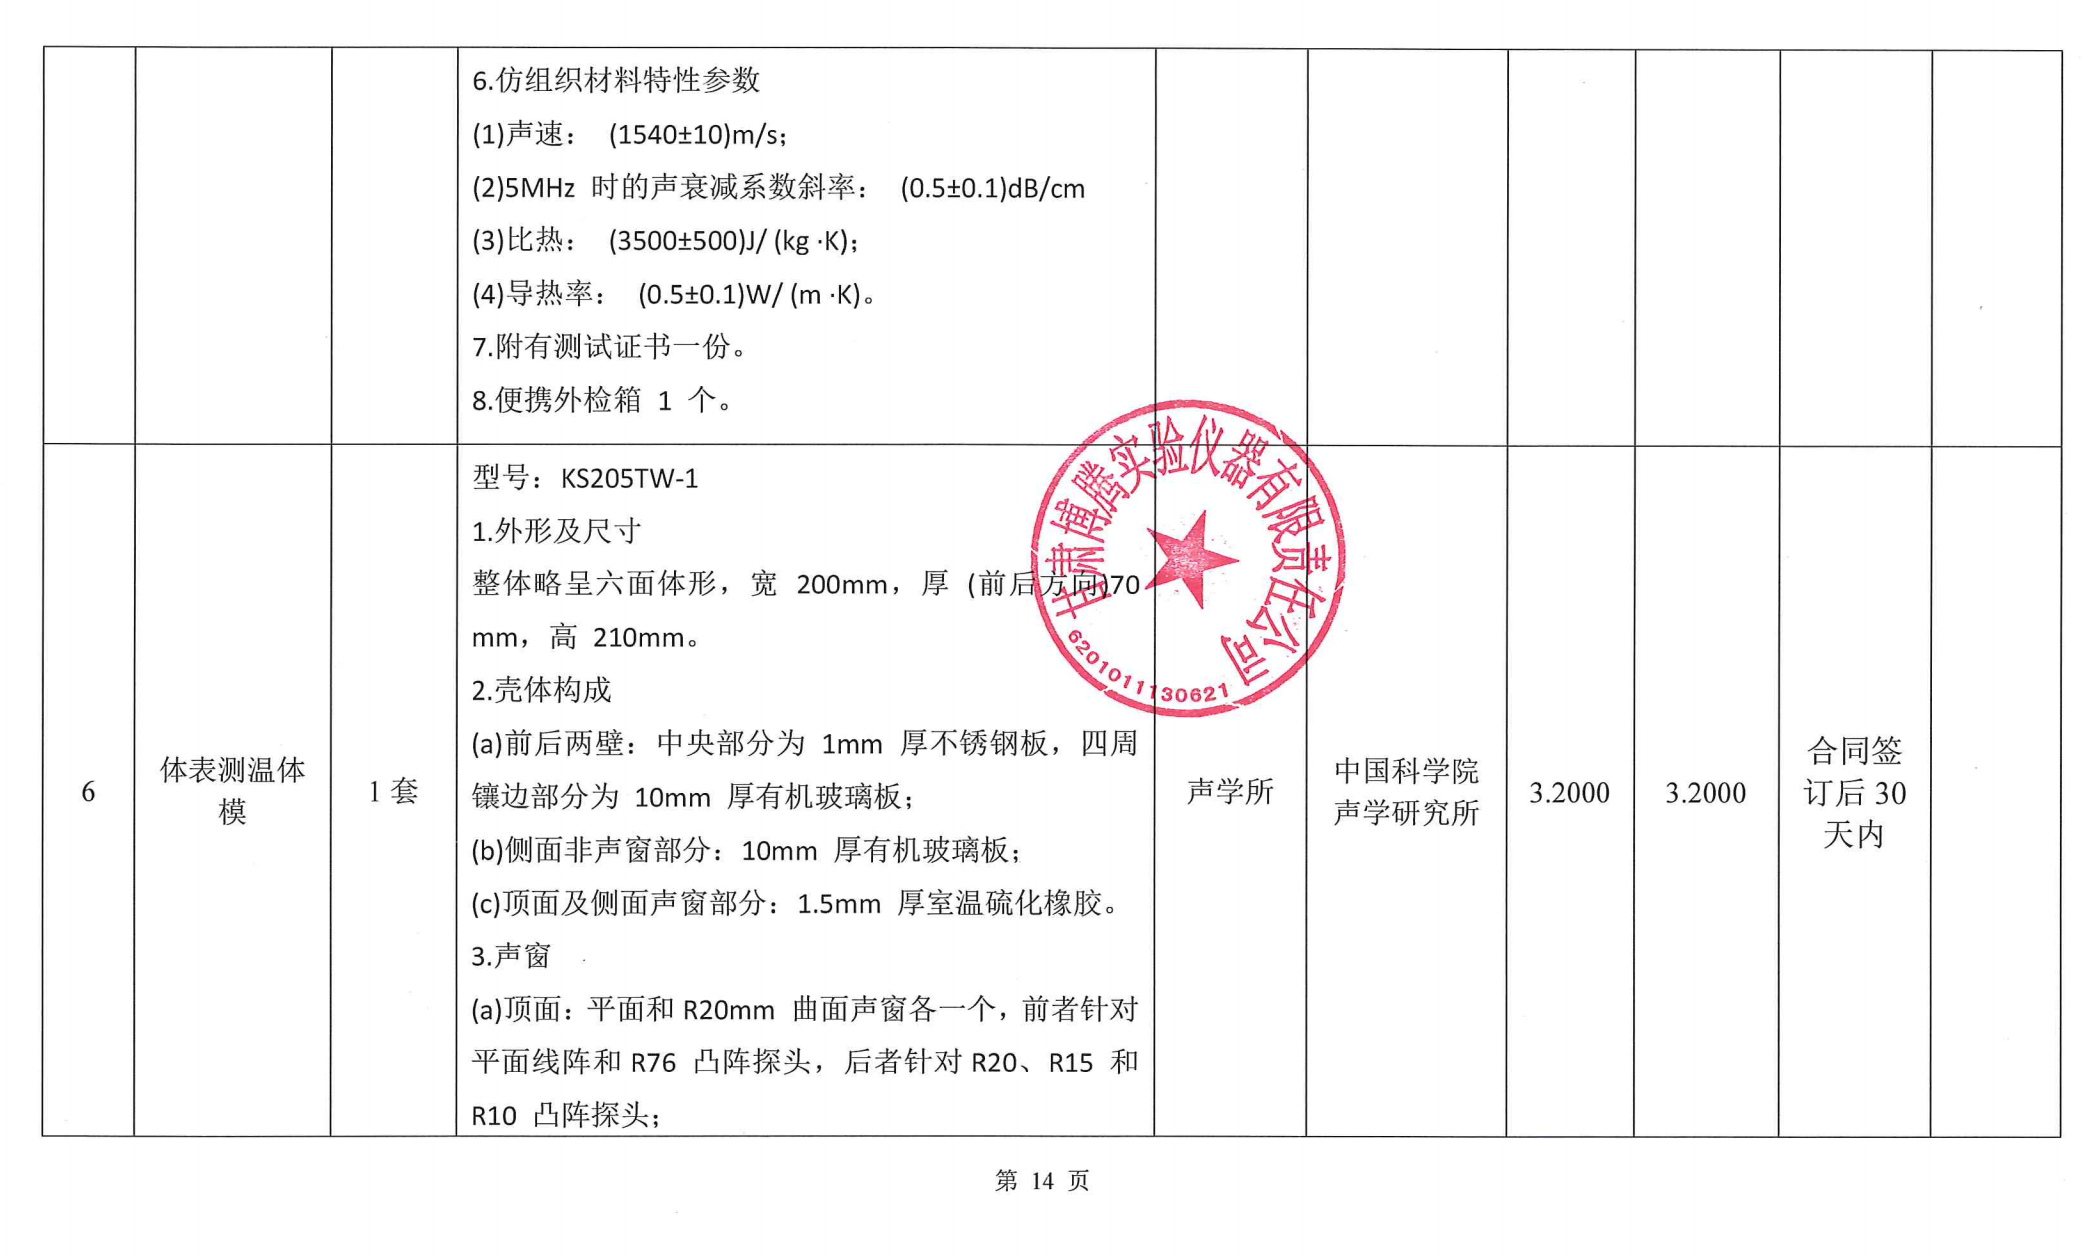 6.仿组织材料特性参数
(1)声速： (1540±10)m/s；
(2)5MHz 时的声衰减系数斜率： (0.5±0.1)dB/cm
(3)比热： (3500±500)J/ (kg ·K)；
(4)导热率： (0.5±0.1)W/ (m ·K)。
7.附有测试证书一份。
8.便携外检箱 1 个。
6
体表测温体
模
1 套
型号：KS205TW-1
1.外形及尺寸
整体略呈六面体形，宽 200mm，厚 (前后方向)70
mm，高 210mm。
2.壳体构成
(a)前后两壁：中央部分为 1mm 厚不锈钢板，四周
镶边部分为 10mm 厚有机玻璃板；
(b)侧面非声窗部分：10mm 厚有机玻璃板；
(c)顶面及侧面声窗部分：1.5mm 厚室温硫化橡胶。
3.声窗
(a)顶面：平面和 R20mm 曲面声窗各一个，前者针对
平面线阵和 R76 凸阵探头，后者针对 R20、R15 和
R10 凸阵探头；
声学所
中国科学院
声学研究所
3.2000
3.2000
合同签
订后 30
天内
甘肃博腾实验仪器有限责任公司
6201011130621
第 14 页